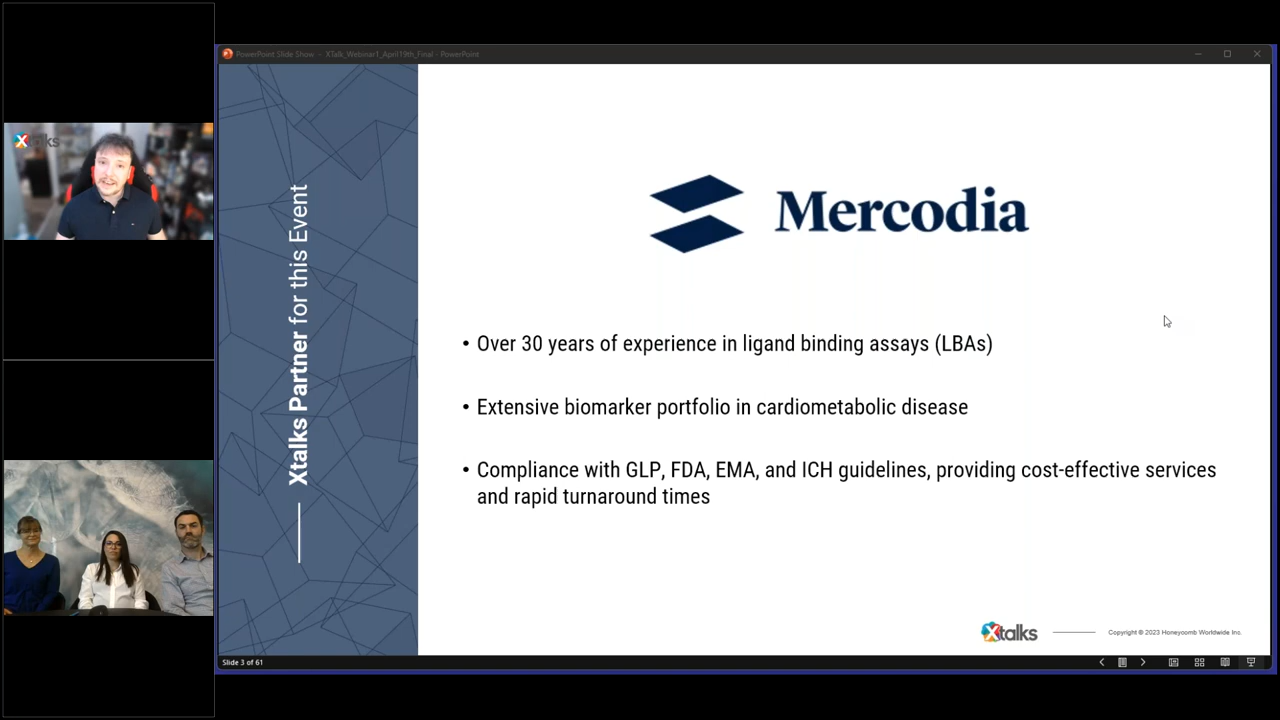 PowerPoint Slide Show - XTalk_Webinar1_April19th_Final - PowerPoint
Xtalks
Xtalks Partner for this Event
Mercodia
• Over 30 years of experience in ligand binding assays (LBAs)
• Extensive biomarker portfolio in cardiometabolic disease
• Compliance with GLP, FDA, EMA, and ICH guidelines, providing cost-effective services
and rapid turnaround times
Xtalks
Copyright © 2023 Honeycomb Worldwide Inc.
Slide 3 of 61